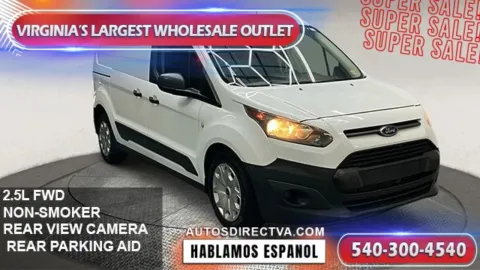 VIRGINIA'S LARGEST WHOLESALE OUTLET
SUPER SALE!
SUPER SALE!
SUPER SALE!
2.5L FWD
NON-SMOKER
REAR VIEW CAMERA
REAR PARKING AID
Ford
AUTOSDIRECTVA.COM
HABLAMOS ESPANOL
540-300-4540